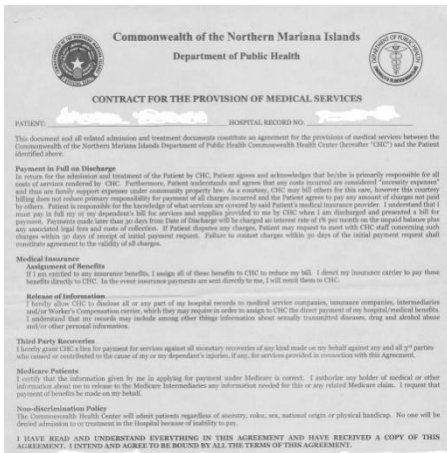 Commonwealth of the Northern Mariana Islands
Department of Public Health
CONTRACT FOR THE PROVISION OF MEDICAL SERVICES
PATIENT: HOSPITAL RECORD NO.
This document and all related admission and treatment documents constitute an agreement for the provisions of medical services between the
Commonwealth of the Northern Mariana Islands Department of Public Health Commonwealth Health Center (hereafter "CHC") and the Patient
identified above.
Payment in Full on Discharge
In return for the admission and treatment of the Patient by CHC, Patient agrees and acknowledges that he/she is primarily responsible for all
costs of services rendered by CHC. Furthermore, Patient understands and agrees that any costs incurred are considered "necessity expenses"
and thus are family support expenses under community property law. As a courtesy, CHC may bill others for this care, however this courtesy
billing does not reduce primary responsibility for payment of all charges incurred and the Patient agrees to pay any amount of charges not paid
by others. Patient is responsible for the knowledge of what services are covered by said Patient's medical insurance provider. I understand that I
must pay in full my or my dependent's bill for services and supplies provided to me by CHC when I am discharged and presented a bill for
payment. Payments made later than 30 days from Date of Discharge will be charged an interest rate of 1% per month on the unpaid balance plus
any associated legal fees and costs of collection. If Patient disputes any charges, Patient may request to meet with CHC staff concerning such
charges within 30 days of receipt of initial payment request. Failure to contest charges within 30 days of the initial payment request shall
constitute agreement to the validity of all charges.
Medical Insurance
Assignment of Benefits
If I am entitled to any insurance benefits, I assign all of these benefits to CHC to reduce my bill. I direct my insurance carrier to pay these
benefits directly to CHC. In the event insurance payments are sent directly to me, I will remit them to CHC.
Release of Information
I hereby allow CHC to disclose all or any part of my hospital records to medical service companies, insurance companies, intermediaries
and/or Worker's Compensation carrier, which they may require in order to assign to CHC the direct payment of my hospital/medical benefits.
I understand that my records may include among other things information about sexually transmitted diseases, drug and alcohol abuse
and/or other personal information.
Third Party Recoveries
I hereby grant CHC a lien for payment for services against all monetary recoveries of any kind made on my behalf against any and all 3rd parties
who caused or contributed to the cause of my or my dependent's injuries, if any, for services provided in connection with this Agreement.
Medicare Patients
I certify that the information given by me in applying for payment under Medicare is correct. I authorize any holder of medical or other
information about me to release to the Medicare Intermediaries any information needed for this or any related Medicare claim. I request that
payment of benefits be made on my behalf.
Non-discrimination Policy
The Commonwealth Health Center will admit patients regardless of ancestry, color, sex, national origin or physical handicap. No one will be
denied admission to or treatment in the Hospital because of inability to pay.
I HAVE READ AND UNDERSTAND EVERYTHING IN THIS AGREEMENT AND HAVE RECEIVED A COPY OF THIS
AGREEMENT. I INTEND AND AGREE TO BE BOUND BY ALL THE TERMS OF THIS AGREEMENT.